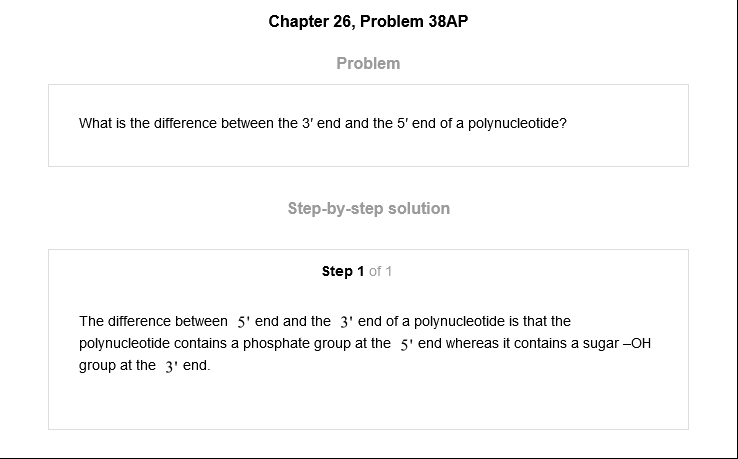 Chapter 26, Problem 38AP
Problem
What is the difference between the 3′ end and the 5′ end of a polynucleotide?
Step-by-step solution
Step 1 of 1
The difference between 5' end and the 3' end of a polynucleotide is that the
polynucleotide contains a phosphate group at the 5' end whereas it contains a sugar –OH
group at the 3' end.